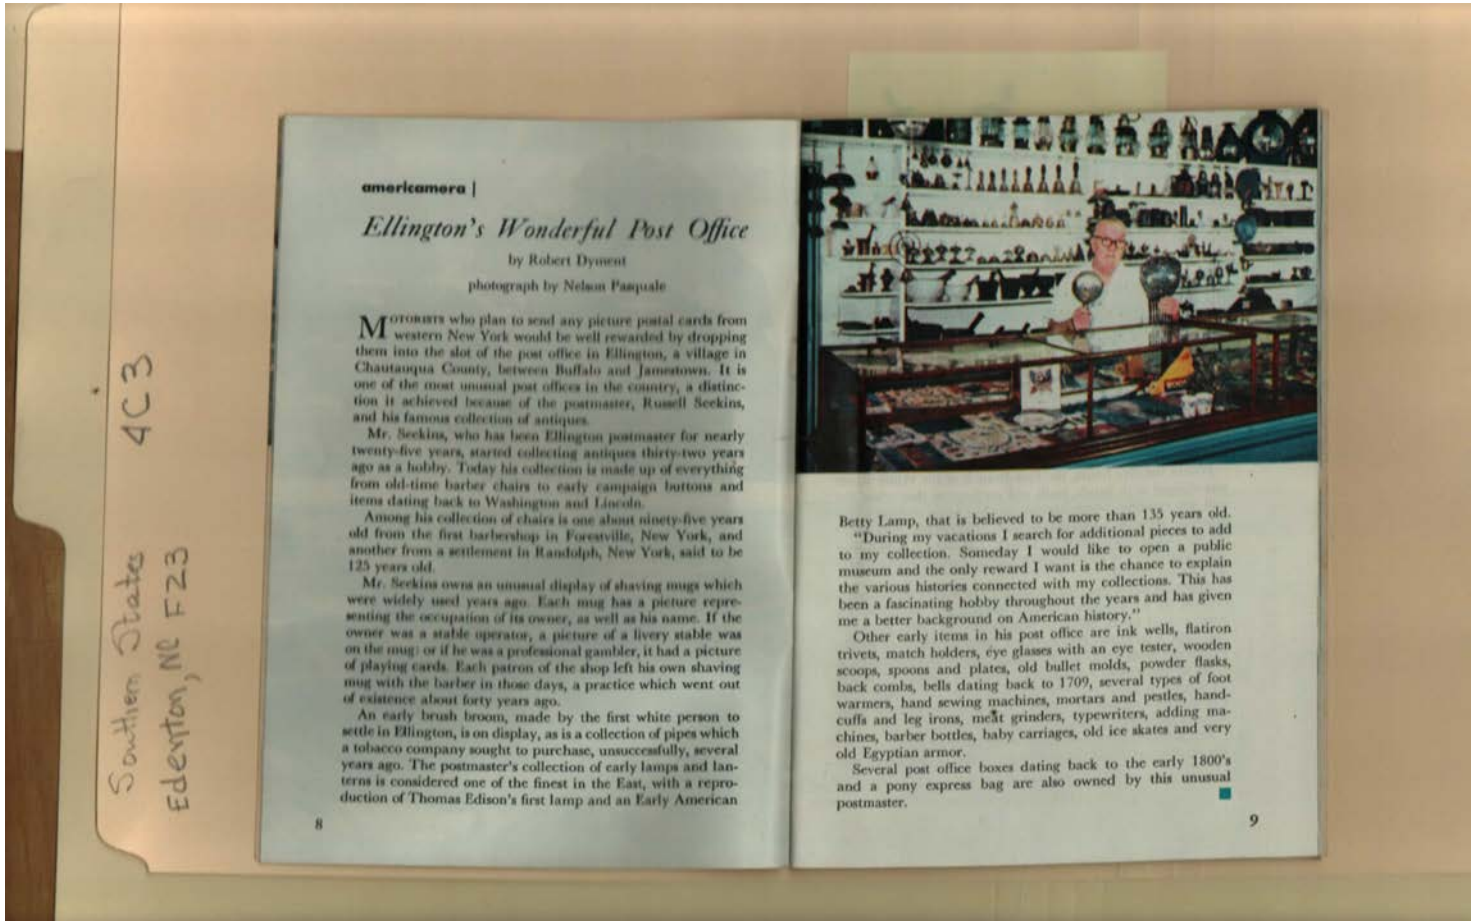 Southern States 4C3
Edenton, NC F23
americamera |
Ellington's Wonderful Post Office
by Robert Dyment
photograph by Nelson Pasquale
MOTORISTS who plan to send any picture postal cards from
western New York would be well rewarded by dropping
them into the slot of the post office in Ellington, a village in
Chautauqua County, between Buffalo and Jamestown. It is
one of the most unusual post offices in the country, a distinc-
tion it achieved because of the postmaster, Russell Seekins,
and his famous collection of antiques.
Mr. Seekins, who has been Ellington postmaster for nearly
twenty-five years, started collecting antiques thirty-two years
ago as a hobby. Today his collection is made up of everything
from old-time barber chairs to early campaign buttons and
items dating back to Washington and Lincoln.
Among his collection of chairs is one about ninety-five years
old from the first barbershop in Forestville, New York, and
another from a settlement in Randolph, New York, said to be
125 years old.
Mr. Seekins owns an unusual display of shaving mugs which
were widely used years ago. Each mug has a picture repre-
senting the occupation of its owner, as well as his name. If the
owner was a stable operator, a picture of a livery stable was
on the mug; or if he was a professional gambler, it had a picture
of playing cards. Each patron of the shop left his own shaving
mug with the barber in those days, a practice which went out
of existence about forty years ago.
An early brush broom, made by the first white person to
settle in Ellington, is on display, as is a collection of pipes which
a tobacco company sought to purchase, unsuccessfully, several
years ago. The postmaster's collection of early lamps and lan-
terns is considered one of the finest in the East, with a repro-
duction of Thomas Edison's first lamp and an Early American
8
Betty Lamp, that is believed to be more than 135 years old.
"During my vacations I search for additional pieces to add
to my collection. Someday I would like to open a public
museum and the only reward I want is the chance to explain
the various histories connected with my collections. This has
been a fascinating hobby throughout the years and has given
me a better background on American history."
Other early items in his post office are ink wells, flatiron
trivets, match holders, eye glasses with an eye tester, wooden
scoops, spoons and plates, old bullet molds, powder flasks,
back combs, bells dating back to 1709, several types of foot
warmers, hand sewing machines, mortars and pestles, hand-
cuffs and leg irons, meat grinders, typewriters, adding ma-
chines, barber bottles, baby carriages, old ice skates and very
old Egyptian armor.
Several post office boxes dating back to the early 1800's
and a pony express bag are also owned by this unusual
postmaster.
9